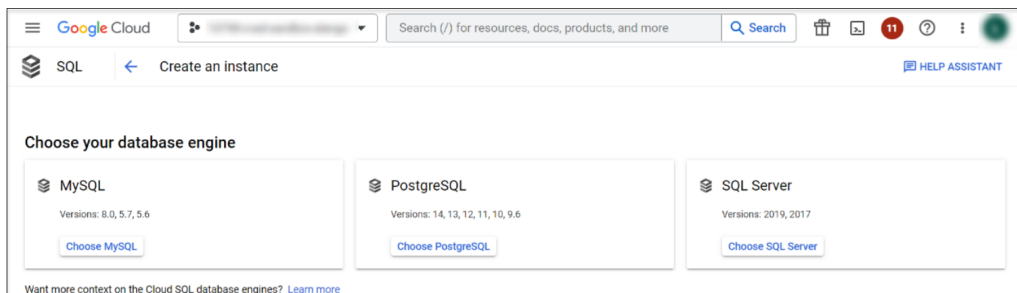 Google Cloud
Search (/) for resources, docs, products, and more
Search
11
SQL
Create an instance
HELP ASSISTANT
Choose your database engine
MySQL
Versions: 8.0, 5.7, 5.6
Choose MySQL
PostgreSQL
Versions: 14, 13, 12, 11, 10, 9.6
Choose PostgreSQL
SQL Server
Versions: 2019, 2017
Choose SQL Server
Want more context on the Cloud SQL database engines? Learn more